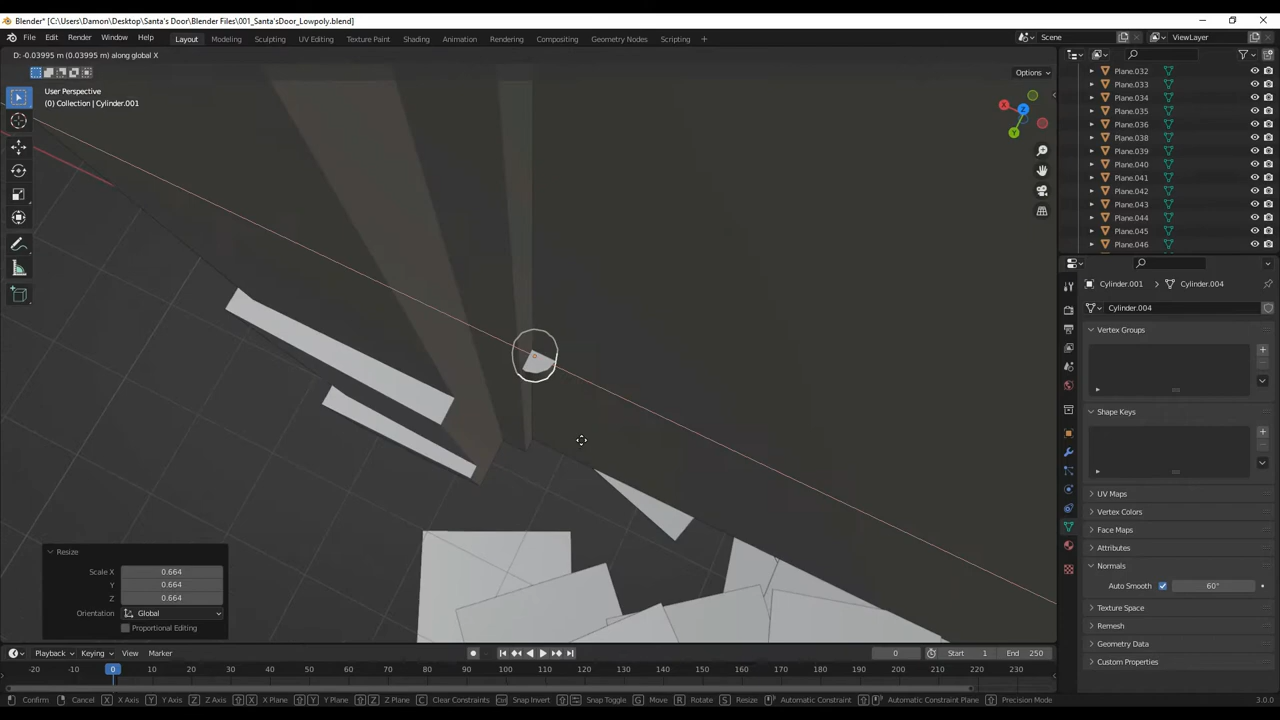 Blender* [C:\Users\Damon\Desktop\Santa's Door\Blender Files\001_Santa'sDoor_Lowpoly.blend]
File Edit Render Window Help Layout Modeling Sculpting UV Editing Texture Paint Shading Animation Rendering Compositing Geometry Nodes Scripting + Scene ViewLayer
D: -0.03995 m (0.03995 m) along global X
Options
User Perspective
(0) Collection | Cylinder.001
X
Z
Y
Plane.032
Plane.033
Plane.034
Plane.035
Plane.036
Plane.038
Plane.039
Plane.040
Plane.041
Plane.042
Plane.043
Plane.044
Plane.045
Plane.046
Cylinder.001 > Cylinder.004
Cylinder.004
Vertex Groups
Shape Keys
UV Maps
Vertex Colors
Face Maps
Attributes
Normals
Auto Smooth 60°
Texture Space
Remesh
Geometry Data
Custom Properties
Resize
Scale X 0.664
Y 0.664
Z 0.664
Orientation Global
Proportional Editing
Playback Keying View Marker 0 Start 1 End 250
-20 -10 0 10 20 30 40 50 60 70 80 90 100 110 120 130 140 150 160 170 180 190 200 210 220 230
Confirm Cancel X X Axis Y Y Axis Z Z Axis X X Plane Y Y Plane Z Z Plane C Clear Constraints Snap Invert Snap Toggle G Move R Rotate S Resize Automatic Constraint Automatic Constraint Plane Precision Mode 3.0.0